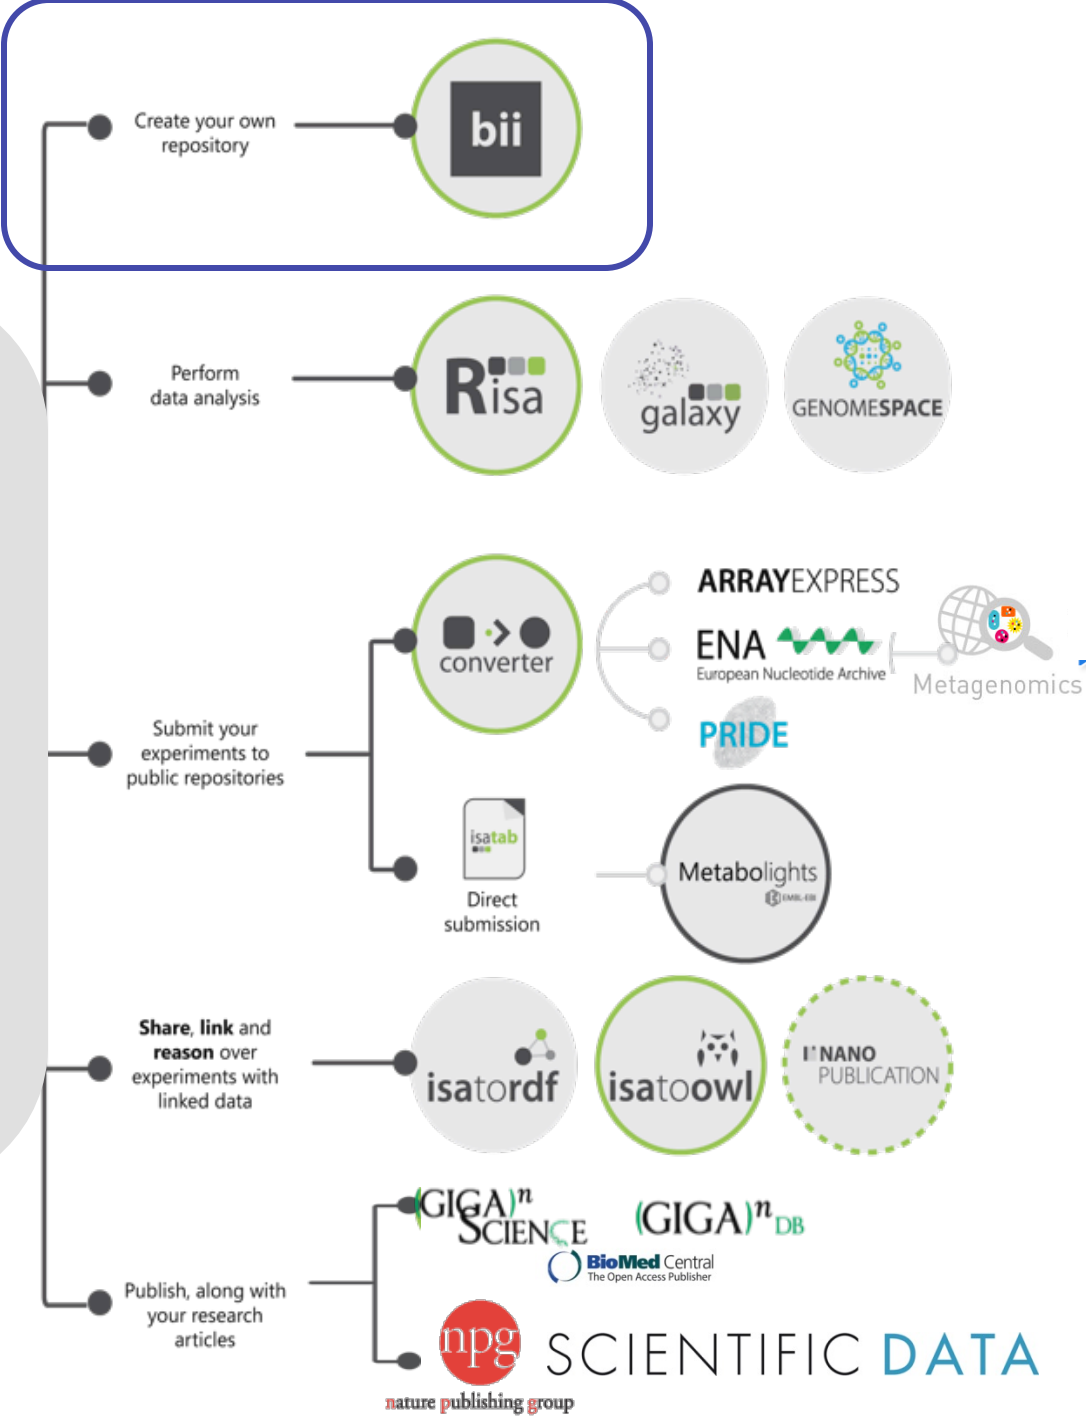 Create your own
repository
bii
Perform
data analysis
Risa
galaxy
GENOMESPACE
converter
ARRAYEXPRESS
ENA
European Nucleotide Archive
Metagenomics
PRIDE
Submit your
experiments to
public repositories
isatab
Direct
submission
Metabolights
EMBL-EBI
Share, link and
reason over
experiments with
linked data
isatordf
isatoowl
NANO
PUBLICATION
(GIGA)n
SCIENCE
(GIGA)n DB
BioMed Central
The Open Access Publisher
Publish, along with
your research
articles
npg
nature publishing group
SCIENTIFIC DATA